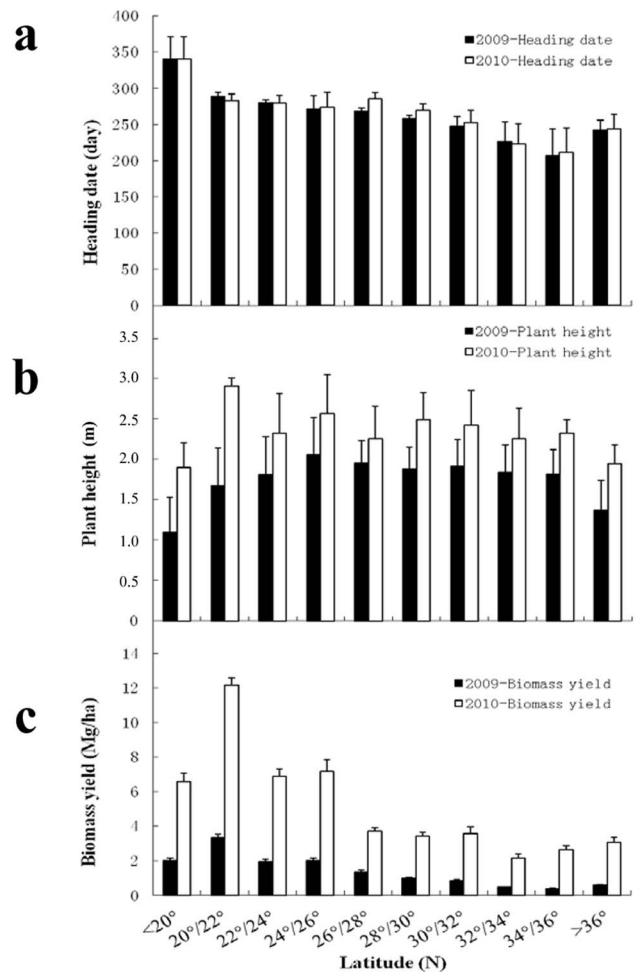 a
2009-Heading date
2010-Heading date
400
350
300
250
200
150
100
50
0
Heading date (day)
b
2009-Plant height
2010-Plant height
3.5
3.0
2.5
2.0
1.5
1.0
0.5
0
Plant height (m)
c
2009-Biomass yield
2010-Biomass yield
14
12
10
8
6
4
2
0
Biomass yield (Mg/ha)
<20° 20°/22° 22°/24° 24°/26° 26°/28° 28°/30° 30°/32° 32°/34° 34°/36° >36°
Latitude (N)